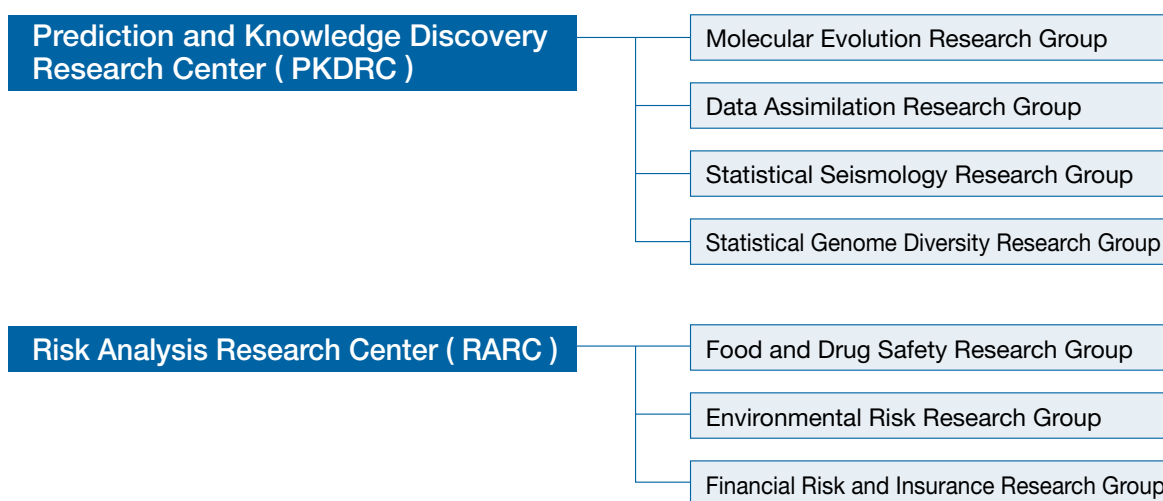 Prediction and Knowledge Discovery
Research Center ( PKDRC )
Molecular Evolution Research Group
Data Assimilation Research Group
Statistical Seismology Research Group
Statistical Genome Diversity Research Group
Risk Analysis Research Center ( RARC )
Food and Drug Safety Research Group
Environmental Risk Research Group
Financial Risk and Insurance Research Group